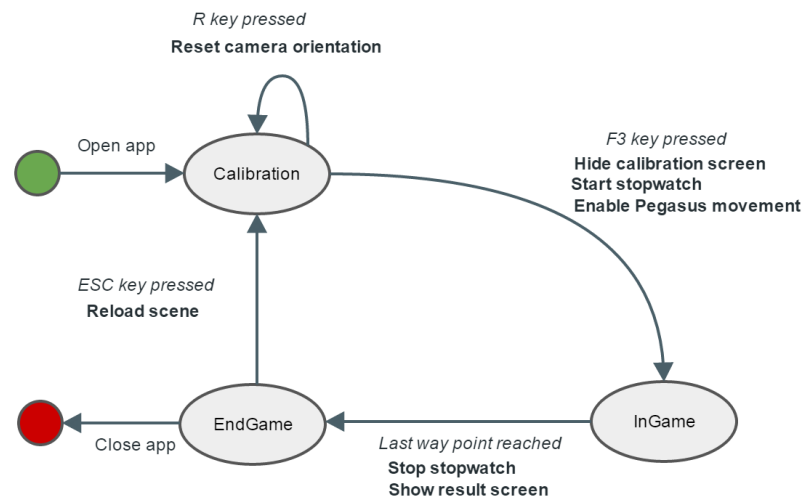 R key pressed
Reset camera orientation
Open app
Calibration
F3 key pressed
Hide calibration screen
Start stopwatch
Enable Pegasus movement
ESC key pressed
Reload scene
EndGame
InGame
Close app
Last way point reached
Stop stopwatch
Show result screen